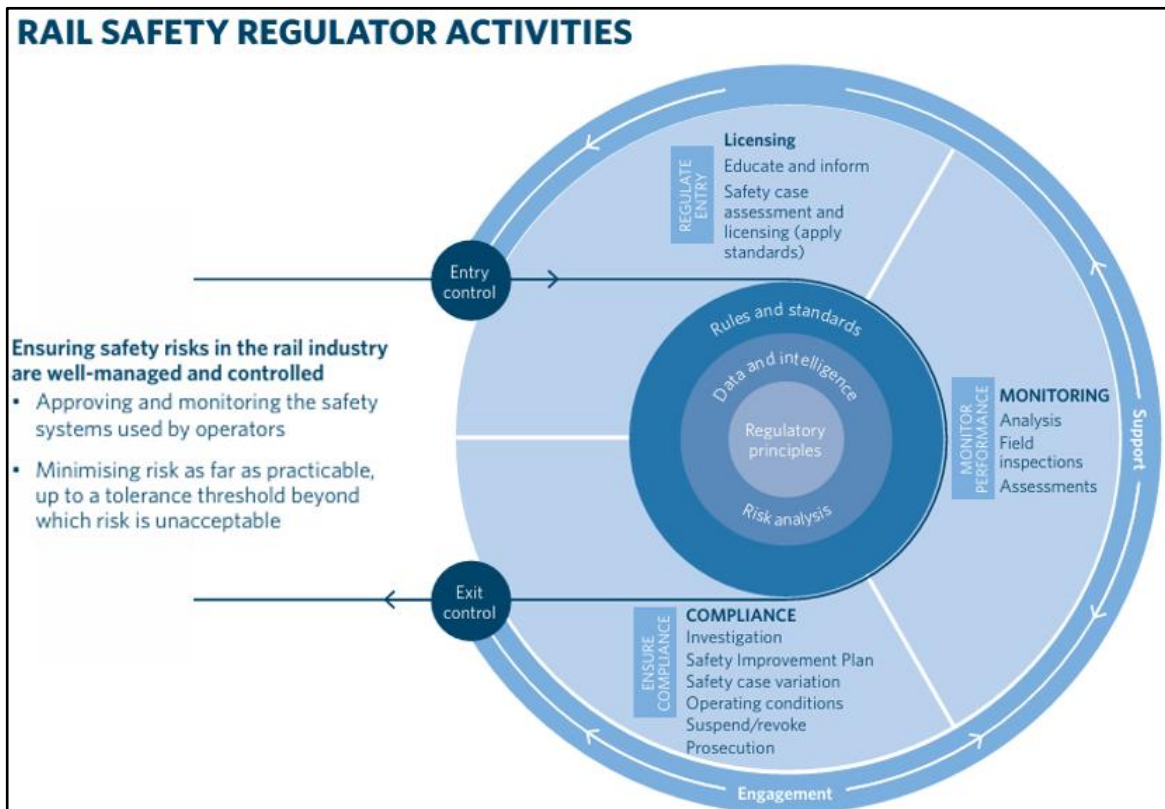 RAIL SAFETY REGULATOR ACTIVITIES
Licensing
Educate and inform
Safety case
assessment and
licensing (apply
standards)
REGULATE
ENTRY
Entry
control
Ensuring safety risks in the rail industry
are well-managed and controlled
• Approving and monitoring the safety
systems used by operators
• Minimising risk as far as practicable,
up to a tolerance threshold beyond
which risk is unacceptable
Rules and standards
Data and intelligence
Regulatory
principles
Risk analysis
MONITOR
PERFORMANCE
MONITORING
Analysis
Field
inspections
Assessments
Support
Exit
control
ENSURE
COMPLIANCE
COMPLIANCE
Investigation
Safety Improvement Plan
Safety case variation
Operating conditions
Suspend/revoke
Prosecution
Engagement